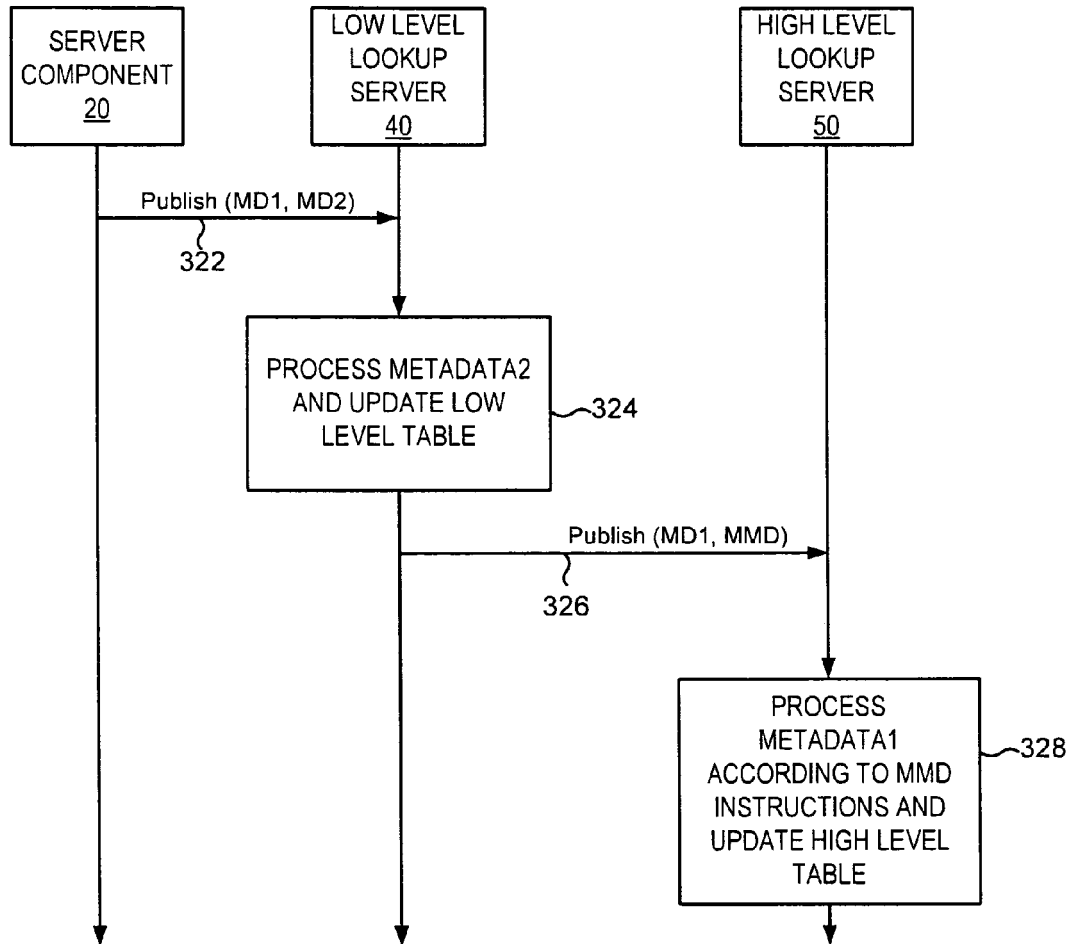 SERVER
COMPONENT
20
LOW LEVEL
LOOKUP
SERVER
40
HIGH LEVEL
LOOKUP
SERVER
50
Publish (MD1, MD2)
322
PROCESS METADATA2
AND UPDATE LOW
LEVEL TABLE
324
Publish (MD1, MMD)
326
PROCESS
METADATA1
ACCORDING TO MMD
INSTRUCTIONS AND
UPDATE HIGH LEVEL
TABLE
328